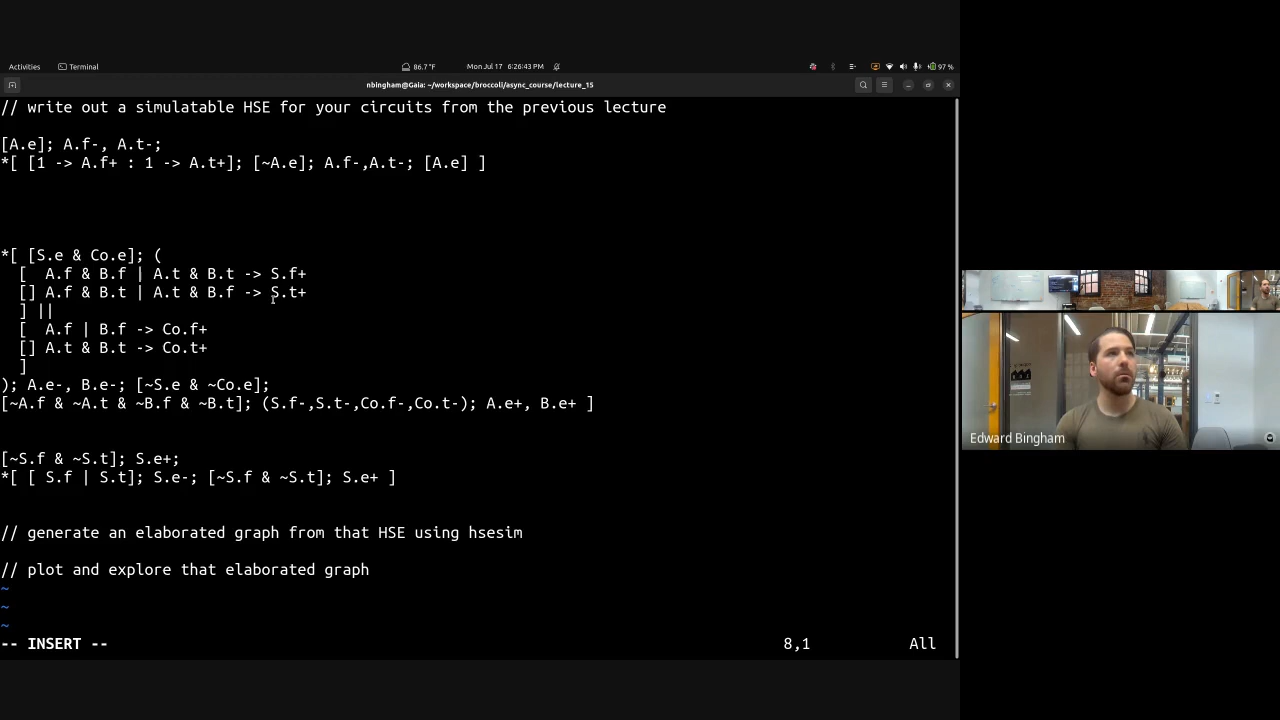 Activities
Terminal
86.7 °F
Mon Jul 17 6:26:43 PM
97 %
nbingham@Gaia: ~/workspace/broccoli/async_course/lecture_15
// write out a simulatable HSE for your circuits from the previous lecture
[A.e]; A.f-, A.t-;
*[ [1 -> A.f+ : 1 -> A.t+]; [~A.e]; A.f-,A.t-; [A.e] ]
*[ [S.e & Co.e]; (
[ A.f & B.f | A.t & B.t -> S.f+
[] A.f & B.t | A.t & B.f -> S.t+
] ||
[ A.f | B.f -> Co.f+
[] A.t & B.t -> Co.t+
]
); A.e-, B.e-; [~S.e & ~Co.e];
[~A.f & ~A.t & ~B.f & ~B.t]; (S.f-,S.t-,Co.f-,Co.t-); A.e+, B.e+ ]
[~S.f & ~S.t]; S.e+;
*[ [ S.f | S.t]; S.e-; [~S.f & ~S.t]; S.e+ ]
// generate an elaborated graph from that HSE using hsesim
// plot and explore that elaborated graph
~
~
~
-- INSERT --
8,1
All
Edward Bingham